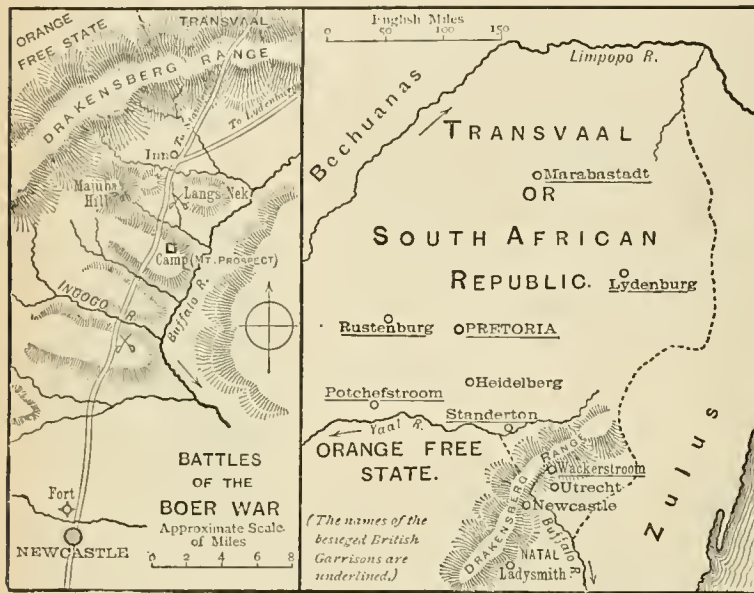 ORANGE
FREE STATE
TRANSVAAL
DRAKENSBERG RANGE
To Standerton
To Lydenburg
Inn
Majuba
Hill
Langs Nek
Camp (MT. PROSPECT)
INGOGO R.
Buffalo R.
BATTLES
OF THE
BOER WAR
Approximate Scale
of Miles
0 2 4 6 8
Fort
NEWCASTLE
English Miles
0 50 100 150
Limpopo R.
Bechuanas
TRANSVAAL
Marabastadt
OR
SOUTH AFRICAN
REPUBLIC.
Lydenburg
Rustenburg
PRETORIA
Heidelberg
Potchefstroom
Standerton
Vaal R.
ORANGE FREE
STATE.
DRAKENSBERG RANGE
Wackerstroom
Utrecht
Newcastle
Zulus
(The names of the
besieged British
Garrisons are
underlined.)
NATAL
Buffalo R.
Ladysmith